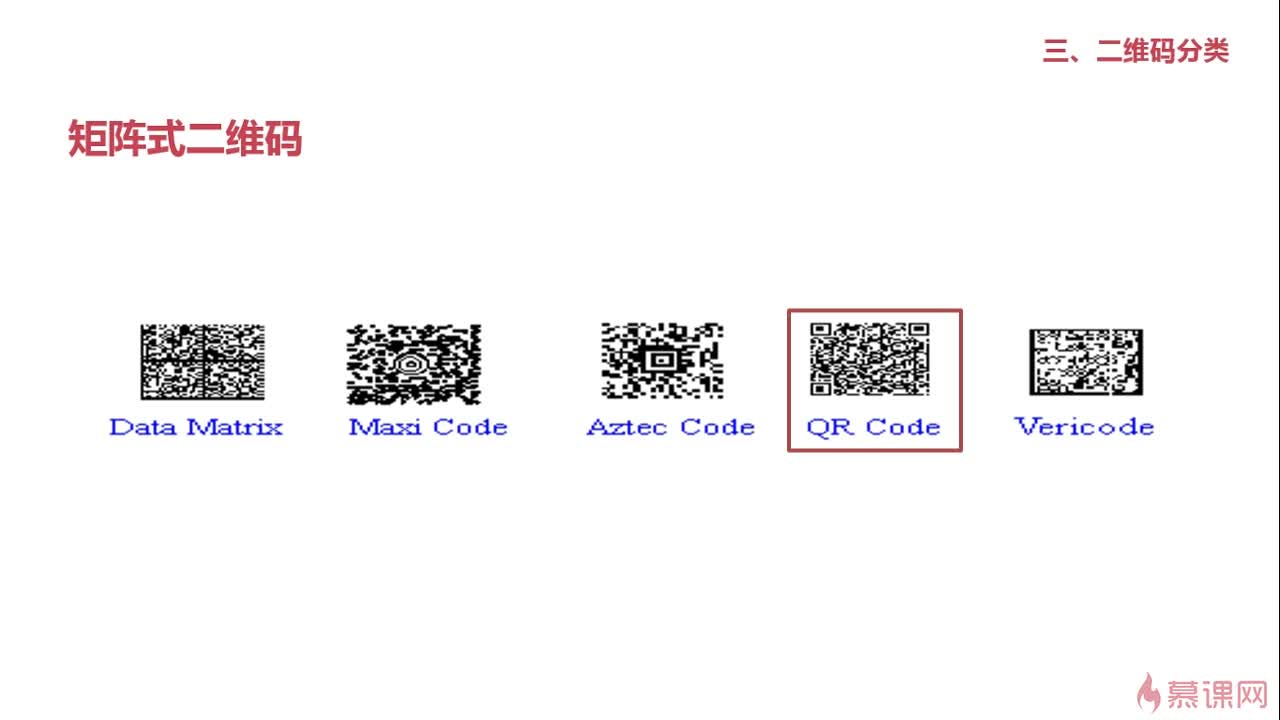 三、二维码分类
矩阵式二维码
Data Matrix
Maxi Code
Aztec Code
QR Code
Vericode
慕课网